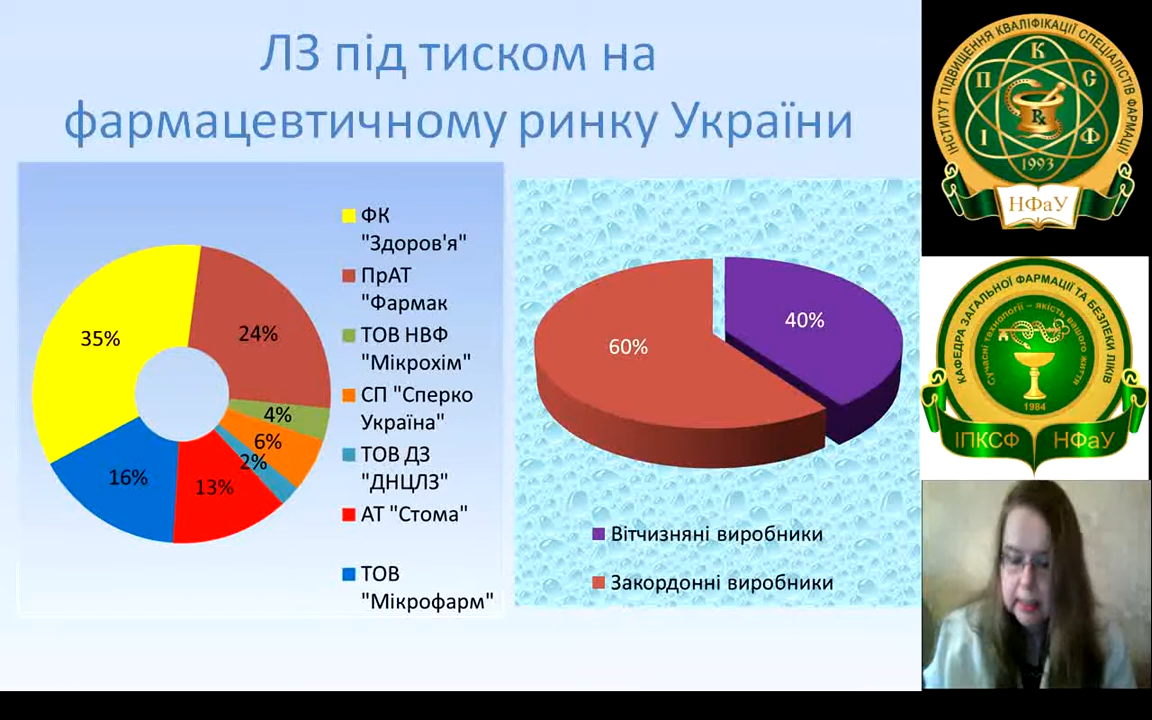 ЛЗ під тиском на
фармацевтичному ринку України
35%
24%
4%
6%
2%
13%
16%
ФК
"Здоров'я"
ПрАТ
"Фармак
ТОВ НВФ
"Мікрохім"
СП "Сперко
Україна"
ТОВ ДЗ
"ДНЦЛЗ"
АТ "Стома"
ТОВ
"Мікрофарм"
60%
40%
Вітчизняні виробники
Закордонні виробники
ІНСТИТУТ ПІДВИЩЕННЯ КВАЛІФІКАЦІЇ СПЕЦІАЛІСТІВ ФАРМАЦІЇ
І П К С Ф
1993
НФаУ
КАФЕДРА ЗАГАЛЬНОЇ ФАРМАЦІЇ ТА БЕЗПЕКИ ЛІКІВ
Сучасні технології – якість вашого життя
1984
ІПКСФ НФаУ